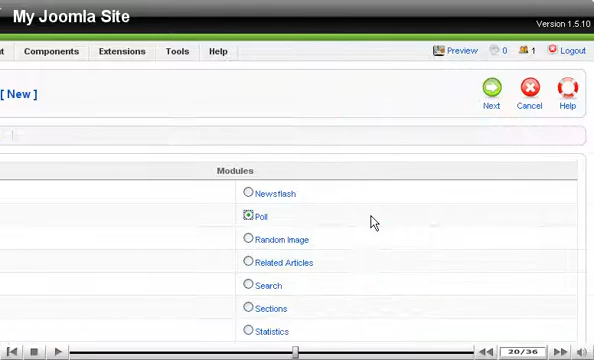 My Joomla Site
Version 1.5.10
Components Extensions Tools Help
Preview 0 1 Logout
[ New ]
Next Cancel Help
Modules
Newsflash
Poll
Random Image
Related Articles
Search
Sections
Statistics
20/36